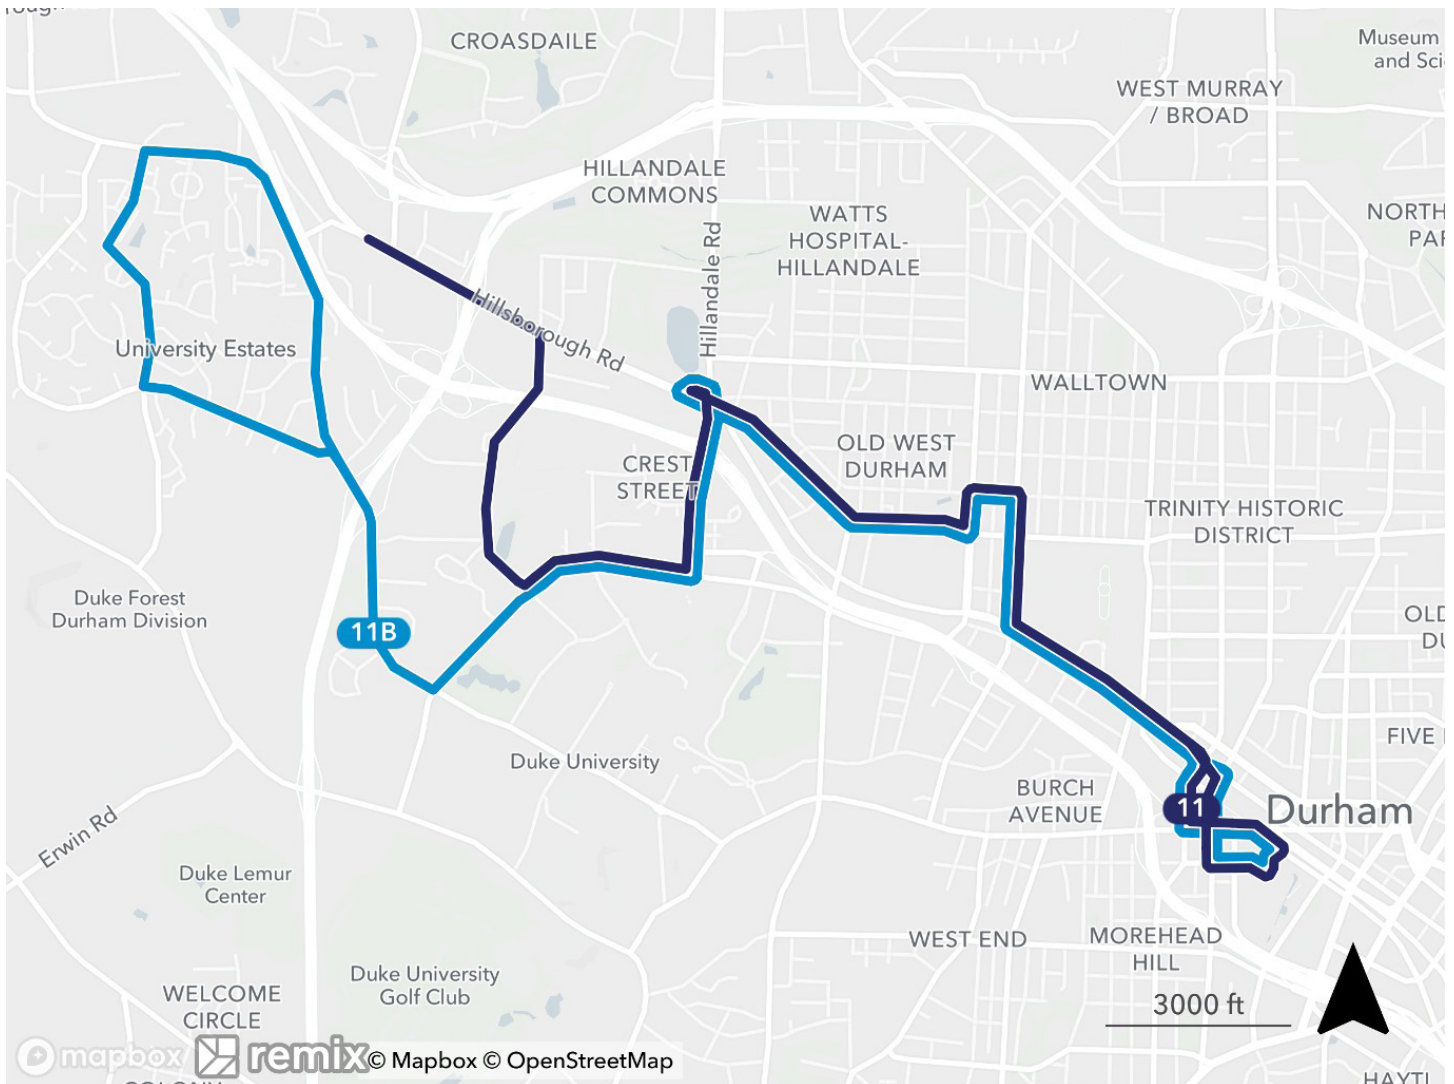 CROASDAILE
Museum
and Sci
WEST MURRAY
/ BROAD
HILLANDALE
COMMONS
WATTS
HOSPITAL-
HILLANDALE
NORTH
PAR
Hillandale Rd
Hillsborough Rd
University Estates
WALLTOWN
OLD WEST
DURHAM
CREST
STREET
TRINITY HISTORIC
DISTRICT
Duke Forest
Durham Division
OLD
DU
11B
Duke University
FIVE
BURCH
AVENUE
11
Durham
Erwin Rd
Duke Lemur
Center
WEST END
MOREHEAD
HILL
Duke University
Golf Club
WELCOME
CIRCLE
3000 ft
mapbox
remix
© Mapbox © OpenStreetMap
HAYTI